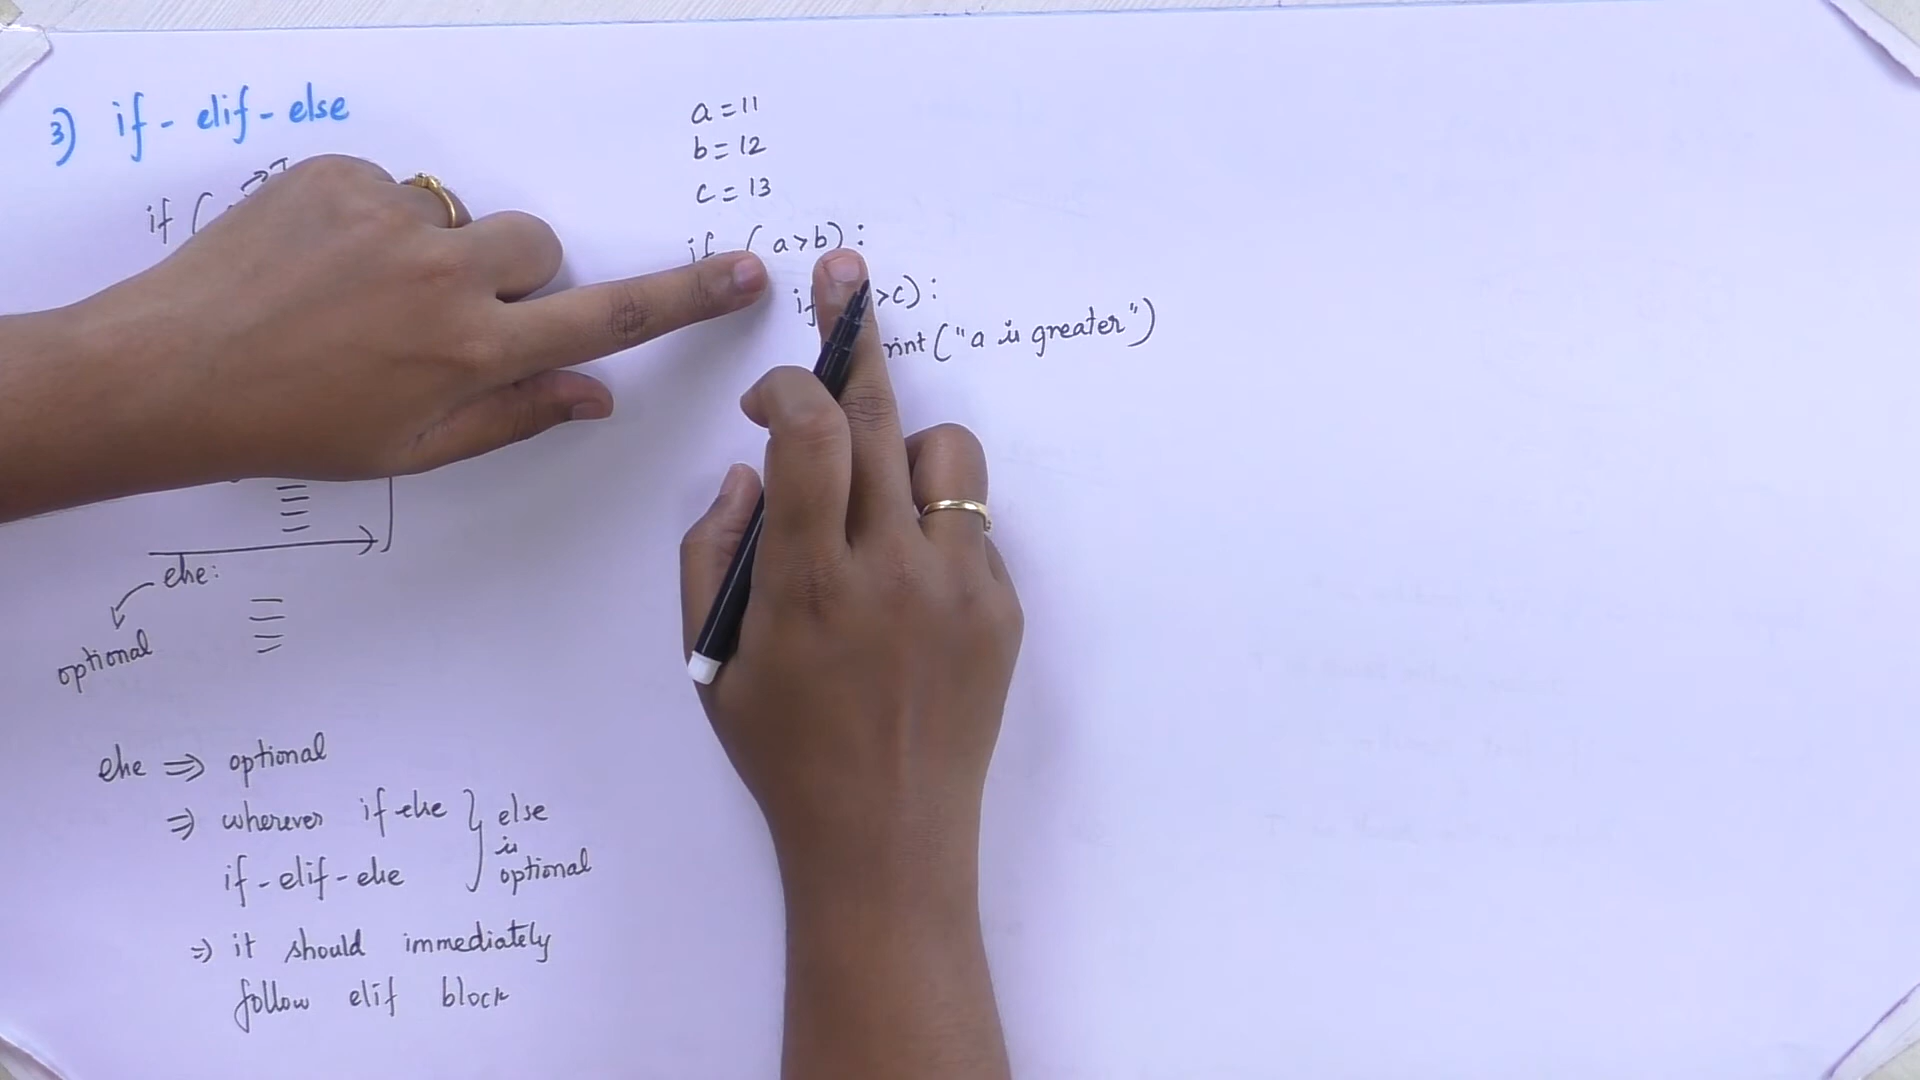 3) if - elif - else
if (
else:
optional
else ⇒ optional
⇒ wherever if else } else
is
if - elif - else optional
⇒ it should immediately
follow elif block
a = 11
b = 12
c = 13
if (a>b):
if >c):
rint ("a is greater")